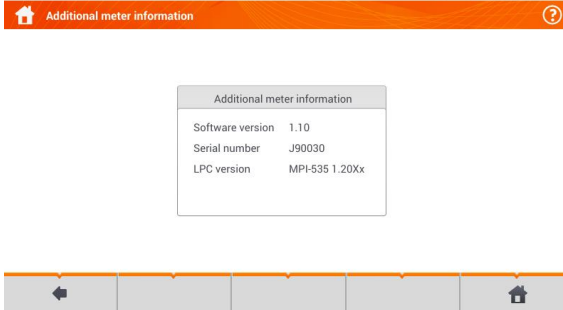 Additional meter information
?
Additional meter information
Software version 1.10
Serial number J90030
LPC version MPI-535 1.20Xx